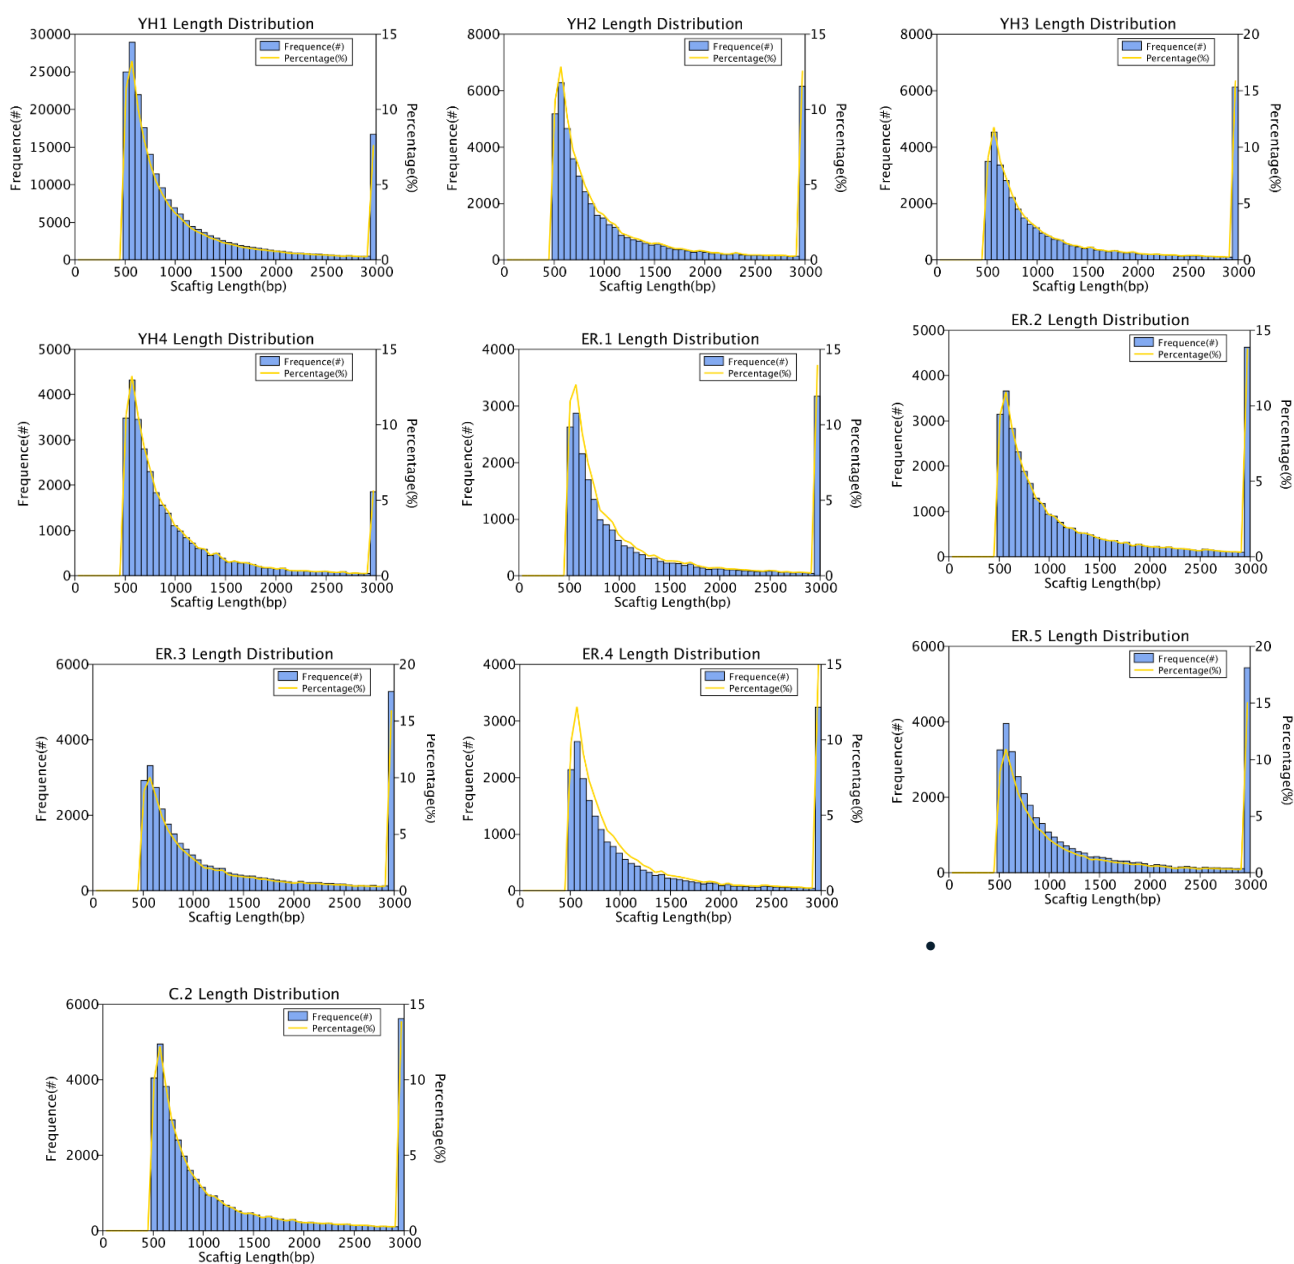 YH1 Length Distribution
30000
25000
20000
15000
10000
5000
0
Frequence(#)
15
10
5
0
Percentage(%)
Frequence(#)
Percentage(%)
0 500 1000 1500 2000 2500 3000
Scaftig Length(bp)
YH2 Length Distribution
8000
6000
4000
2000
0
Frequence(#)
15
10
5
0
Percentage(%)
Frequence(#)
Percentage(%)
0 500 1000 1500 2000 2500 3000
Scaftig Length(bp)
YH3 Length Distribution
8000
6000
4000
2000
0
Frequence(#)
20
15
10
5
0
Percentage(%)
Frequence(#)
Percentage(%)
0 500 1000 1500 2000 2500 3000
Scaftig Length(bp)
YH4 Length Distribution
5000
4000
3000
2000
1000
0
Frequence(#)
15
10
5
0
Percentage(%)
Frequence(#)
Percentage(%)
0 500 1000 1500 2000 2500 3000
Scaftig Length(bp)
ER.1 Length Distribution
4000
3000
2000
1000
0
Frequence(#)
15
10
5
0
Percentage(%)
Frequence(#)
Percentage(%)
0 500 1000 1500 2000 2500 3000
Scaftig Length(bp)
ER.2 Length Distribution
5000
4000
3000
2000
1000
0
Frequence(#)
15
10
5
0
Percentage(%)
Frequence(#)
Percentage(%)
0 500 1000 1500 2000 2500 3000
Scaftig Length(bp)
ER.3 Length Distribution
6000
4000
2000
0
Frequence(#)
20
15
10
5
0
Percentage(%)
Frequence(#)
Percentage(%)
0 500 1000 1500 2000 2500 3000
Scaftig Length(bp)
ER.4 Length Distribution
4000
3000
2000
1000
0
Frequence(#)
15
10
5
0
Percentage(%)
Frequence(#)
Percentage(%)
0 500 1000 1500 2000 2500 3000
Scaftig Length(bp)
ER.5 Length Distribution
6000
4000
2000
0
Frequence(#)
20
15
10
5
0
Percentage(%)
Frequence(#)
Percentage(%)
0 500 1000 1500 2000 2500 3000
Scaftig Length(bp)
C.2 Length Distribution
6000
4000
2000
0
Frequence(#)
15
10
5
0
Percentage(%)
Frequence(#)
Percentage(%)
0 500 1000 1500 2000 2500 3000
Scaftig Length(bp)